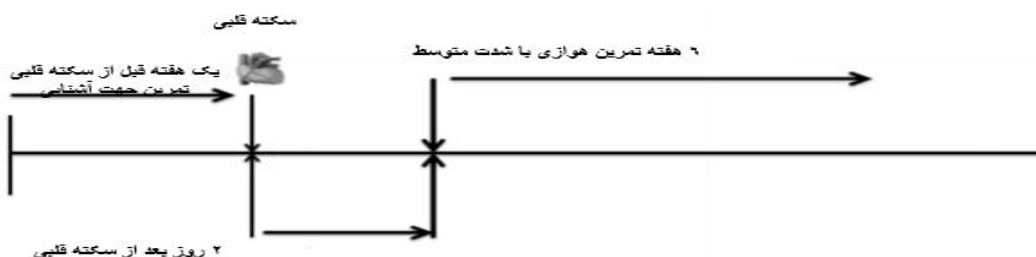 سکته قلبی
۶ هفته تمرین هوازی با شدت متوسط
یک هفته قبل از سکته قلبی
تمرین جهت آشنایی
۲ روز بعد از سکته قلبی